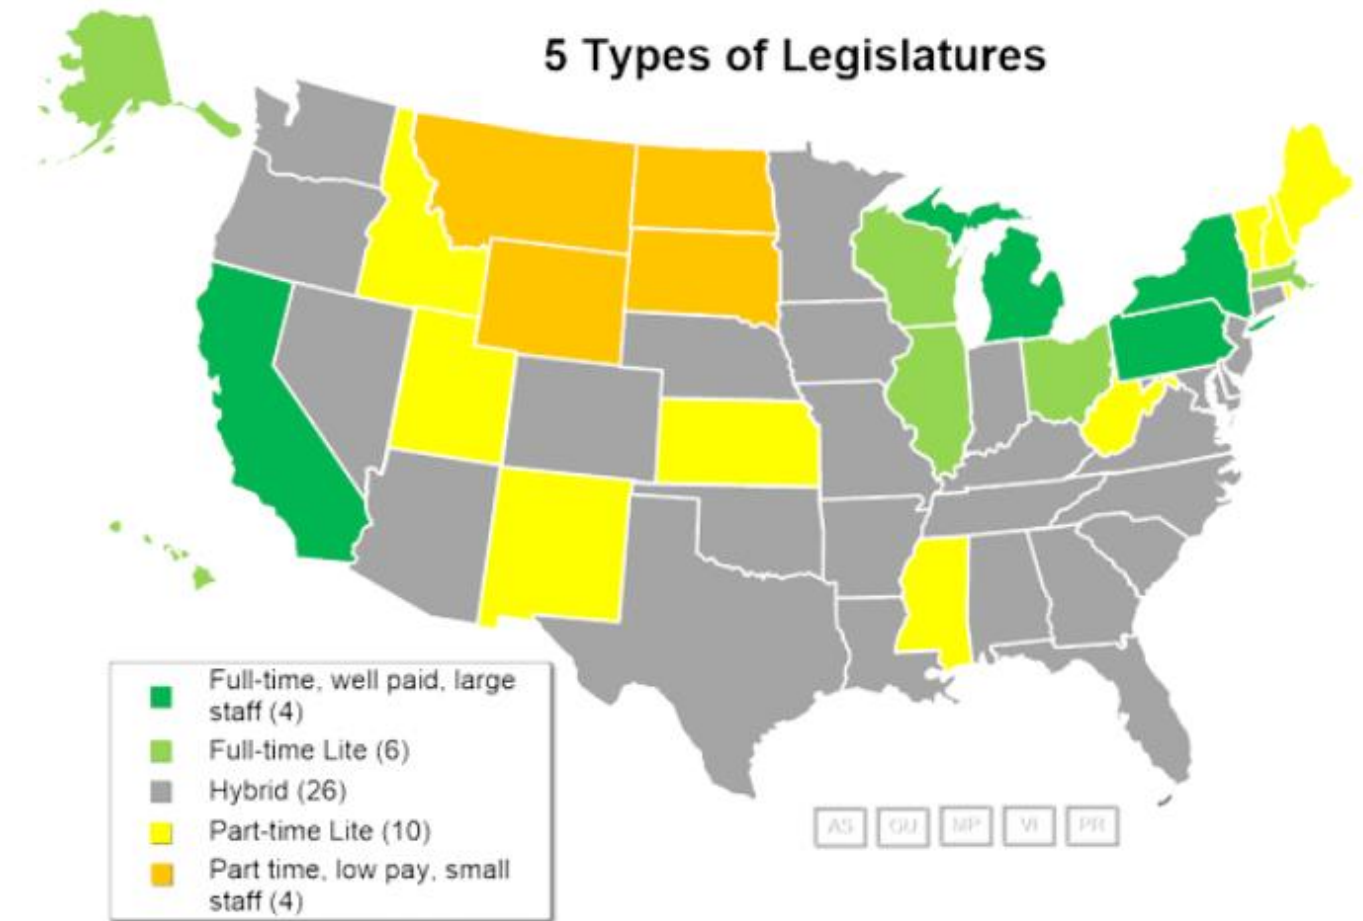 5 Types of Legislatures
Full-time, well paid, large
staff (4)
Full-time Lite (6)
Hybrid (26)
Part-time Lite (10)
Part time, low pay, small
staff (4)
AS GU MP VI PR